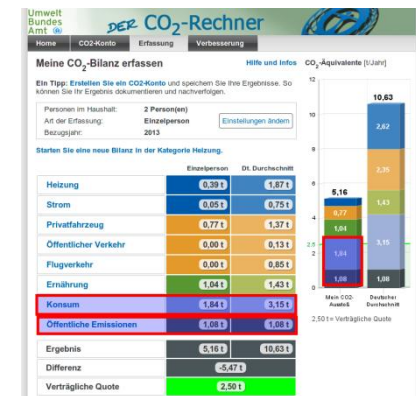 Umwelt
Bundes
Amt
DER CO2-Rechner
Home CO2-Konto Erfassung Verbesserung
Meine CO2-Bilanz erfassen
Hilfe und Infos
Ein Tipp: Erstellen Sie ein CO2-Konto und speichern Sie Ihre Ergebnisse. So
können Sie Ihr Ergebnis dokumentieren und nachverfolgen.
Personen im Haushalt: 2 Person(en)
Art der Erfassung: Einzelperson
Einstellungen ändern
Bezugsjahr: 2013
Starten Sie eine neue Bilanz in der Kategorie Heizung.
Einzelperson Dt. Durchschnitt
Heizung 0,39 t 1,87 t
Strom 0,05 t 0,75 t
Privatfahrzeug 0,77 t 1,37 t
Öffentlicher Verkehr 0,00 t 0,13 t
Flugverkehr 0,00 t 0,85 t
Ernährung 1,04 t 1,43 t
Konsum 1,84 t 3,15 t
Öffentliche Emissionen 1,08 t 1,08 t
Ergebnis 5,16 t 10,63 t
Differenz -5,47 t
Verträgliche Quote 2,50 t
CO2-Äquivalente [t/Jahr]
12
10,63
10
2,62
8
2,35
6
5,16
0,77
1,43
4
1,04
2,5
3,15
2
1,84
1,08 1,08
0
Mein CO2-Ausstoß
Deutscher Durchschnitt
2,50 t = Verträgliche Quote